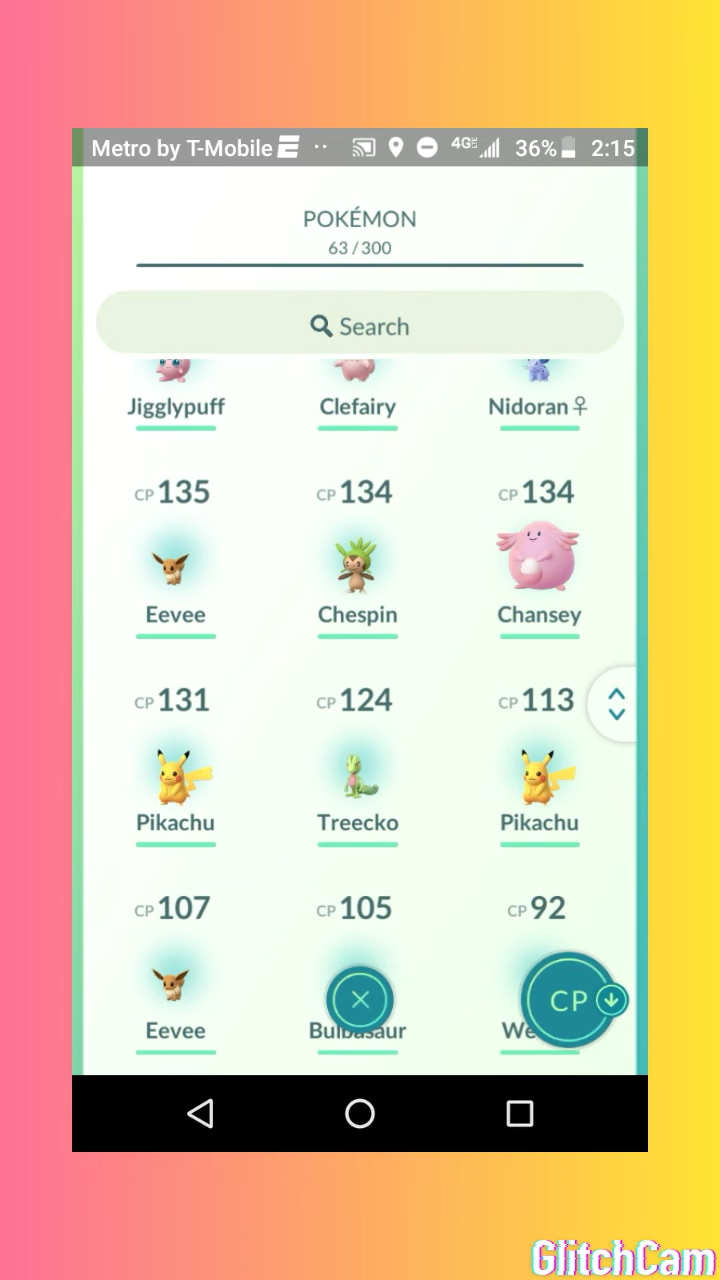 Metro by T-Mobile 4G LTE 36% 2:15
POKÉMON
63 / 300
Search
Jigglypuff Clefairy Nidoran♀
CP 135 CP 134 CP 134
Eevee Chespin Chansey
CP 131 CP 124 CP 113
Pikachu Treecko Pikachu
CP 107 CP 105 CP 92
CP
Eevee Bulbasaur We
GlitchCam